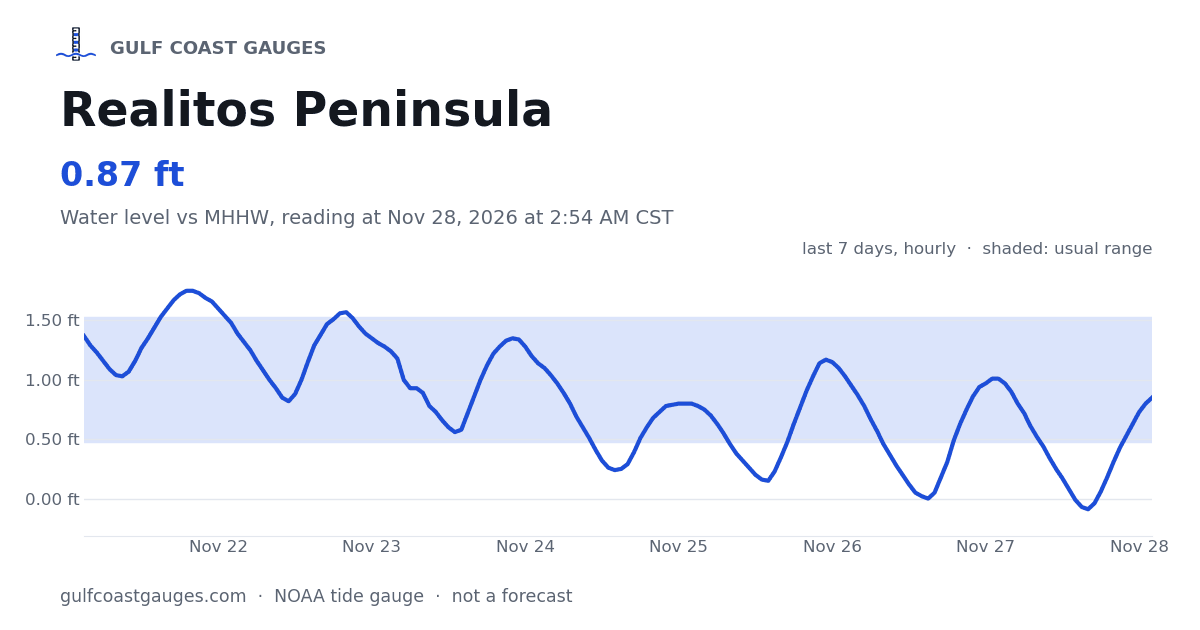 GULF COAST GAUGES
Realitos Peninsula
0.87 ft
Water level vs MHHW, reading at Nov 28, 2026 at 2:54 AM CST
last 7 days, hourly · shaded: usual range
1.50 ft
1.00 ft
0.50 ft
0.00 ft
Nov 22 Nov 23 Nov 24 Nov 25 Nov 26 Nov 27 Nov 28
gulfcoastgauges.com · NOAA tide gauge · not a forecast